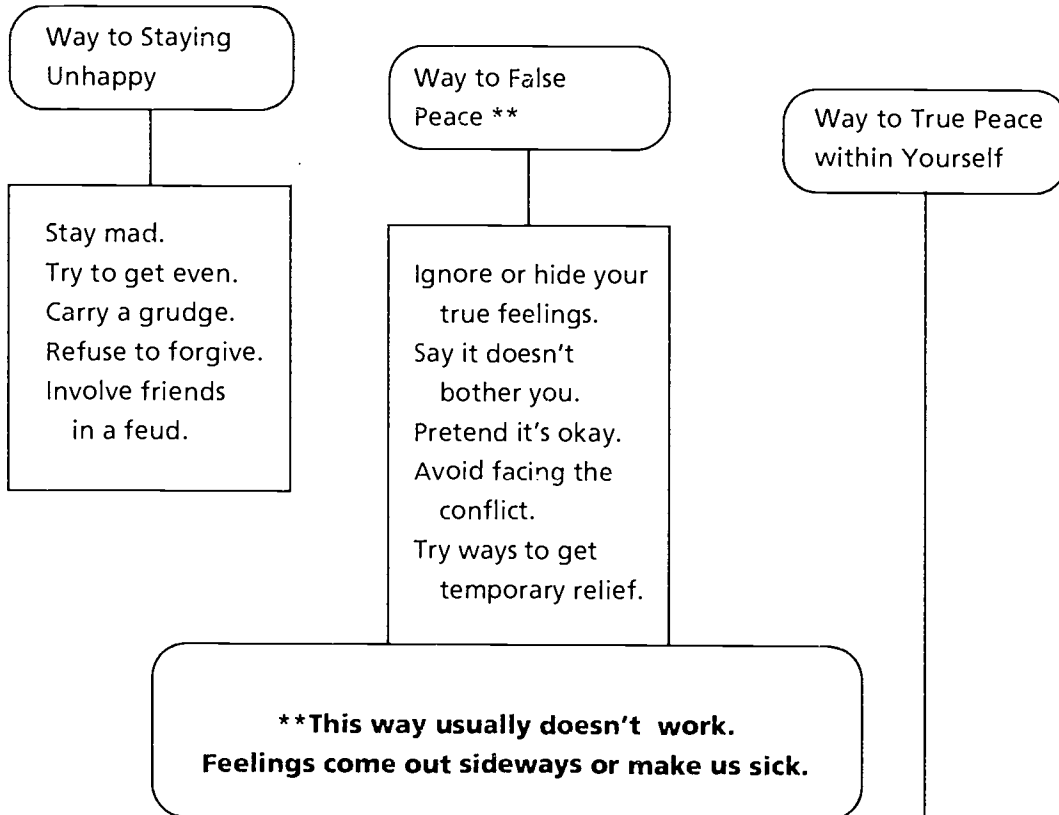 Way to Staying
Unhappy
Way to False
Peace **
Way to True Peace
within Yourself
Stay mad.
Try to get even.
Carry a grudge.
Refuse to forgive.
Involve friends
in a feud.
Ignore or hide your
true feelings.
Say it doesn't
bother you.
Pretend it's okay.
Avoid facing the
conflict.
Try ways to get
temporary relief.
**This way usually doesn't work.
Feelings come out sideways or make us sick.